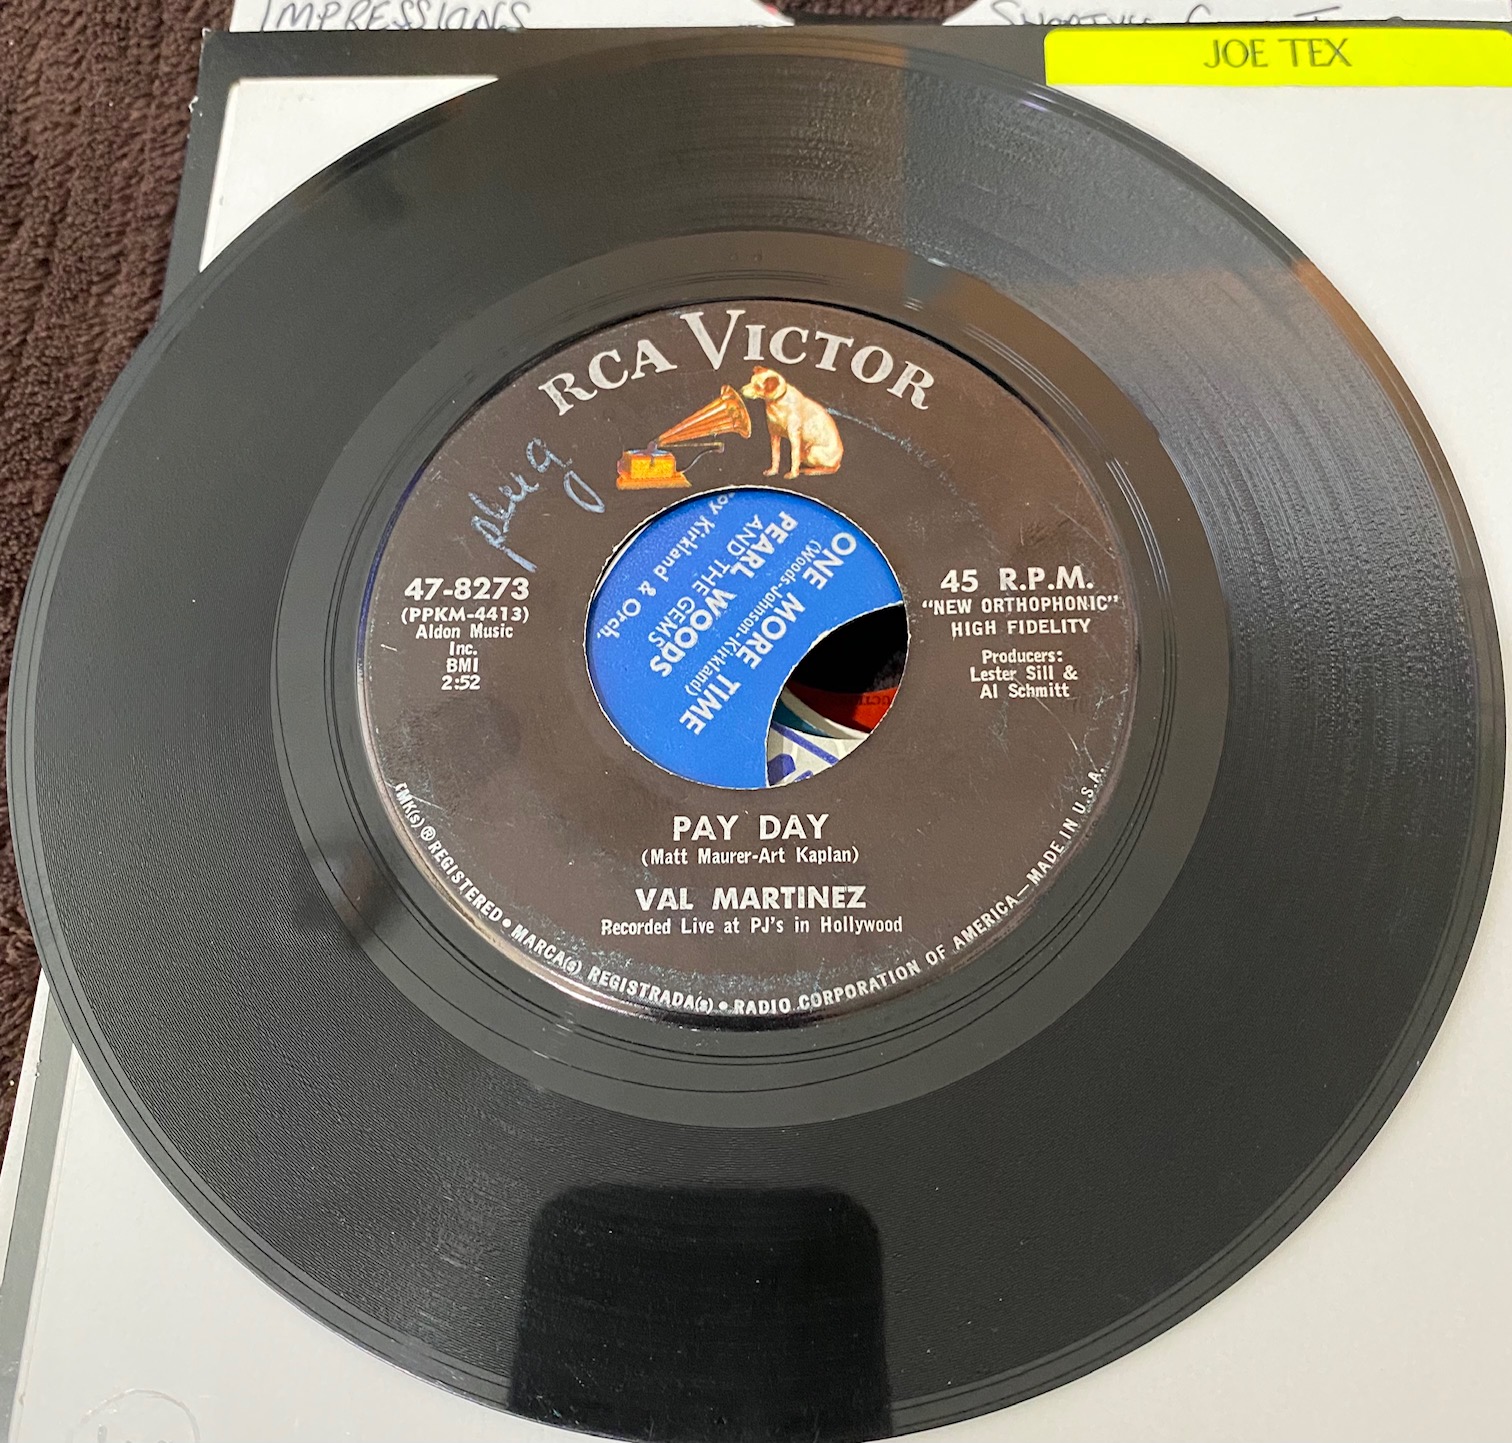 IMPRESSIONS
JOE TEX
RCA VICTOR
plug
47-8273
(PPKM-4413)
Aldon Music
Inc.
BMI
2:52
45 R.P.M.
"NEW ORTHOPHONIC"
HIGH FIDELITY
Producers:
Lester Sill &
Al Schmitt
ONE MORE TIME
(Woods-Johnson-Kirkland)
PEARL WOODS
AND THE GEMS
oy Kirkland & Orch.
PAY DAY
(Matt Maurer-Art Kaplan)
VAL MARTINEZ
Recorded Live at PJ's in Hollywood
TMK(s) ® REGISTERED • MARCA(s) REGISTRADA(s) • RADIO CORPORATION OF AMERICA—MADE IN U.S.A.